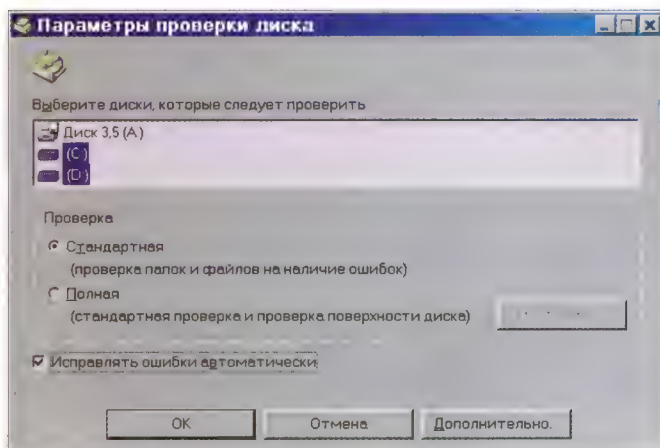 Параметры проверки диска
Выберите диски, которые следует проверить
Диск 3,5 (A:)
(C:)
(D:)
Проверка
Стандартная
(проверка папок и файлов на наличие ошибок)
Полная
(стандартная проверка и проверка поверхности диска)
Исправлять ошибки автоматически
OK
Отмена
Дополнительно.